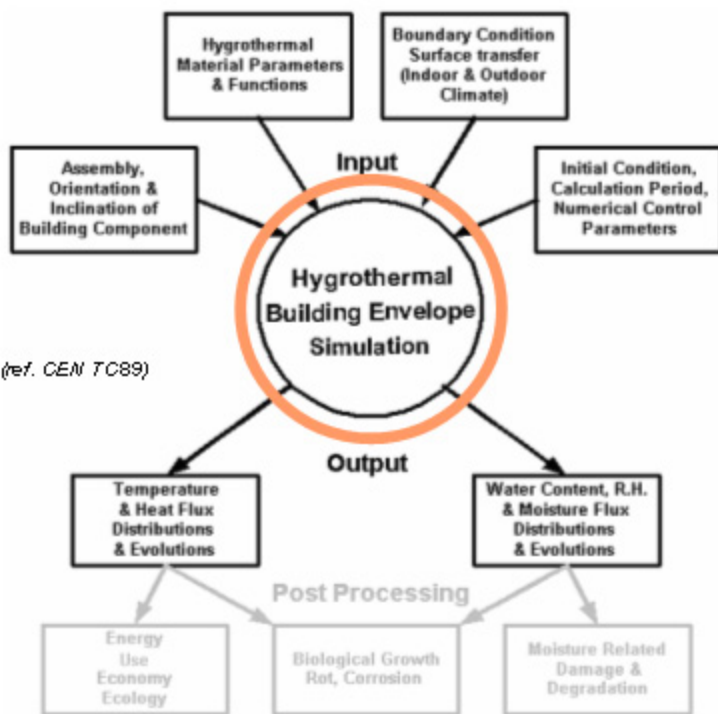 Hygrothermal
Material Parameters
& Functions
Boundary Condition
Surface transfer
(Indoor & Outdoor
Climate)
Assembly,
Orientation &
Inclination of
Building Component
Input
Initial Condition,
Calculation Period,
Numerical Control
Parameters
Hygrothermal
Building Envelope
Simulation
(ref. CEN TC89)
Output
Temperature
& Heat Flux
Distributions
& Evolutions
Water Content, R.H.
& Moisture Flux
Distributions
& Evolutions
Post Processing
Energy
Use
Economy
Ecology
Biological Growth
Rot, Corrosion
Moisture Related
Damage &
Degradation